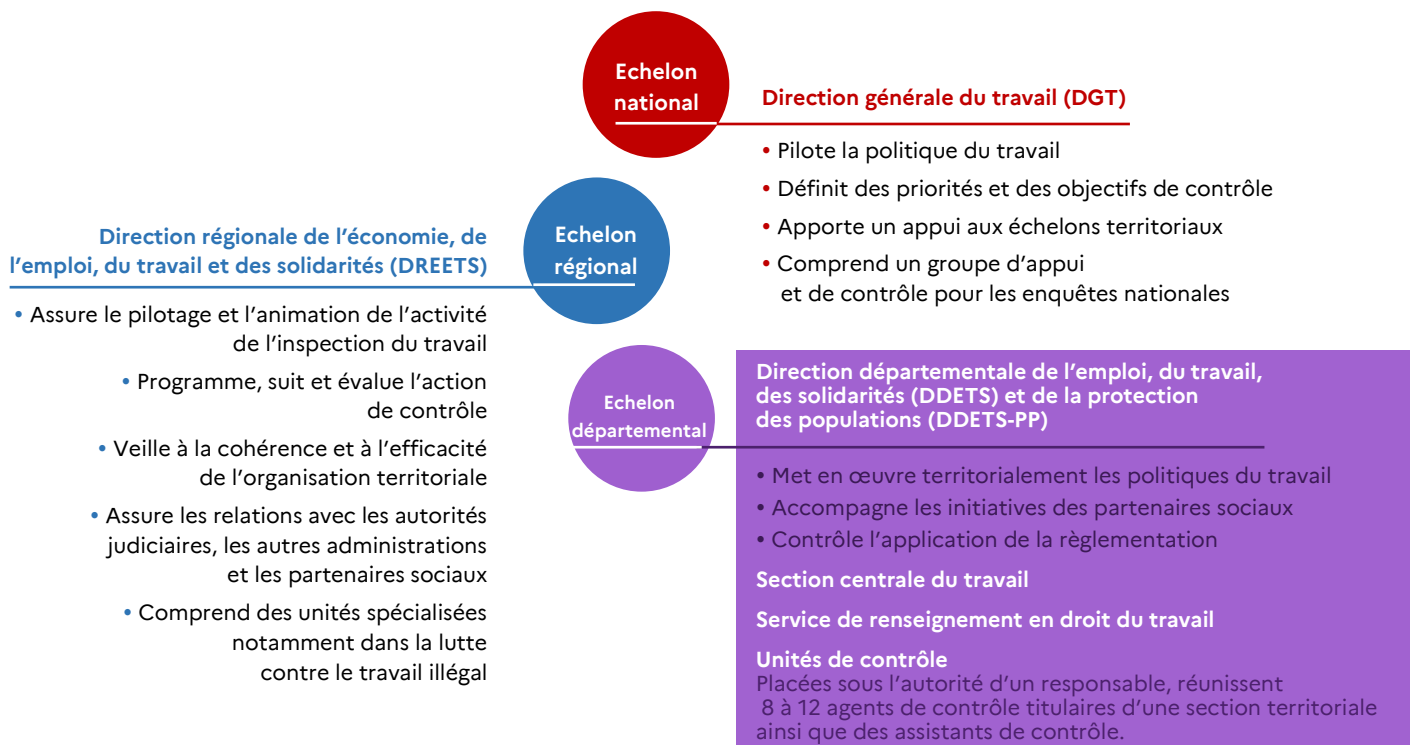 Echelon
national
Direction générale du travail (DGT)
• Pilote la politique du travail
• Définit des priorités et des objectifs de contrôle
• Apporte un appui aux échelons territoriaux
• Comprend un groupe d’appui
et de contrôle pour les enquêtes nationales
Echelon
régional
Direction régionale de l’économie, de
l’emploi, du travail et des solidarités (DREETS)
• Assure le pilotage et l’animation de l’activité
de l’inspection du travail
• Programme, suit et évalue l’action
de contrôle
• Veille à la cohérence et à l’efficacité
de l’organisation territoriale
• Assure les relations avec les autorités
judiciaires, les autres administrations
et les partenaires sociaux
• Comprend des unités spécialisées
notamment dans la lutte
contre le travail illégal
Echelon
départemental
Direction départementale de l’emploi, du travail,
des solidarités (DDETS) et de la protection
des populations (DDETS-PP)
• Met en œuvre territorialement les politiques du travail
• Accompagne les initiatives des partenaires sociaux
• Contrôle l’application de la règlementation
Section centrale du travail
Service de renseignement en droit du travail
Unités de contrôle
Placées sous l’autorité d’un responsable, réunissent
8 à 12 agents de contrôle titulaires d’une section territoriale
ainsi que des assistants de contrôle.